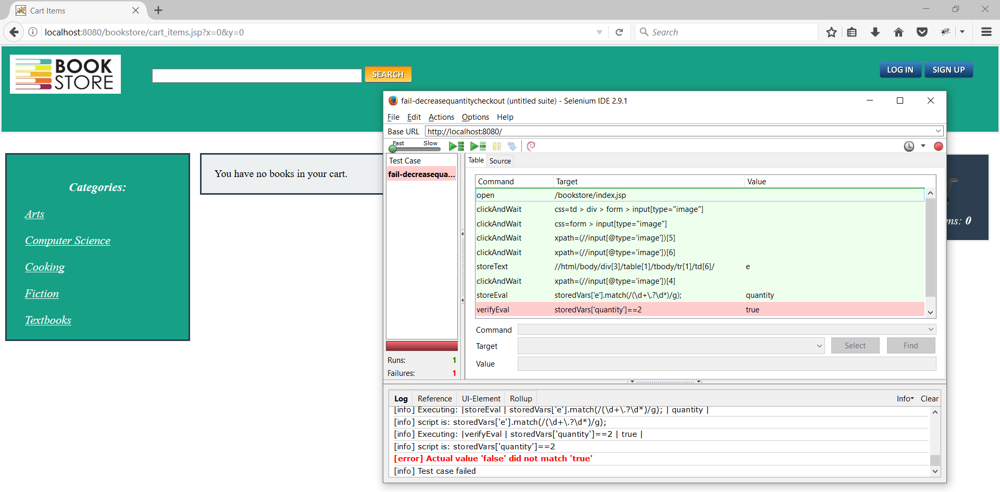 Cart Items
localhost:8080/bookstore/cart_items.jsp?x=0&y=0
Search
BOOK
STORE
SEARCH
LOG IN
SIGN UP
Categories:
Arts
Computer Science
Cooking
Fiction
Textbooks
You have no books in your cart.
ms: 0
fail-decreasequantitycheckout (untitled suite) - Selenium IDE 2.9.1
File Edit Actions Options Help
Base URL http://localhost:8080/
Fast Slow
Test Case
fail-decreasequa...
Runs: 1
Failures: 1
Table Source
Command Target Value
open /bookstore/index.jsp
clickAndWait css=td > div > form > input[type="image"]
clickAndWait css=form > input[type="image"]
clickAndWait xpath=(//input[@type='image'])[5]
clickAndWait xpath=(//input[@type='image'])[6]
storeText //html/body/div[3]/table[1]/tbody/tr[1]/td[6]/ e
clickAndWait xpath=(//input[@type='image'])[4]
storeEval storedVars['e'].match(/(\d+\.?\d*)/g); quantity
verifyEval storedVars['quantity']==2 true
Command
Target Select Find
Value
Log Reference UI-Element Rollup Info Clear
[info] Executing: |storeEval | storedVars['e'].match(/(\d+\.?\d*)/g); | quantity |
[info] script is: storedVars['e'].match(/(\d+\.?\d*)/g);
[info] Executing: |verifyEval | storedVars['quantity']==2 | true |
[info] script is: storedVars['quantity']==2
[error] Actual value 'false' did not match 'true'
[info] Test case failed